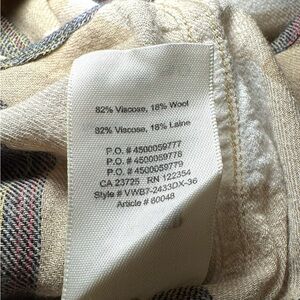 82% Viscose, 18% Wool
82% Viscose, 18% Laine
P.O. # 4500059777
P.O. # 4500059778
P.O. # 4500059779
CA 23725 RN 122354
Style # VWB7-2433DX-36
Article # 60048